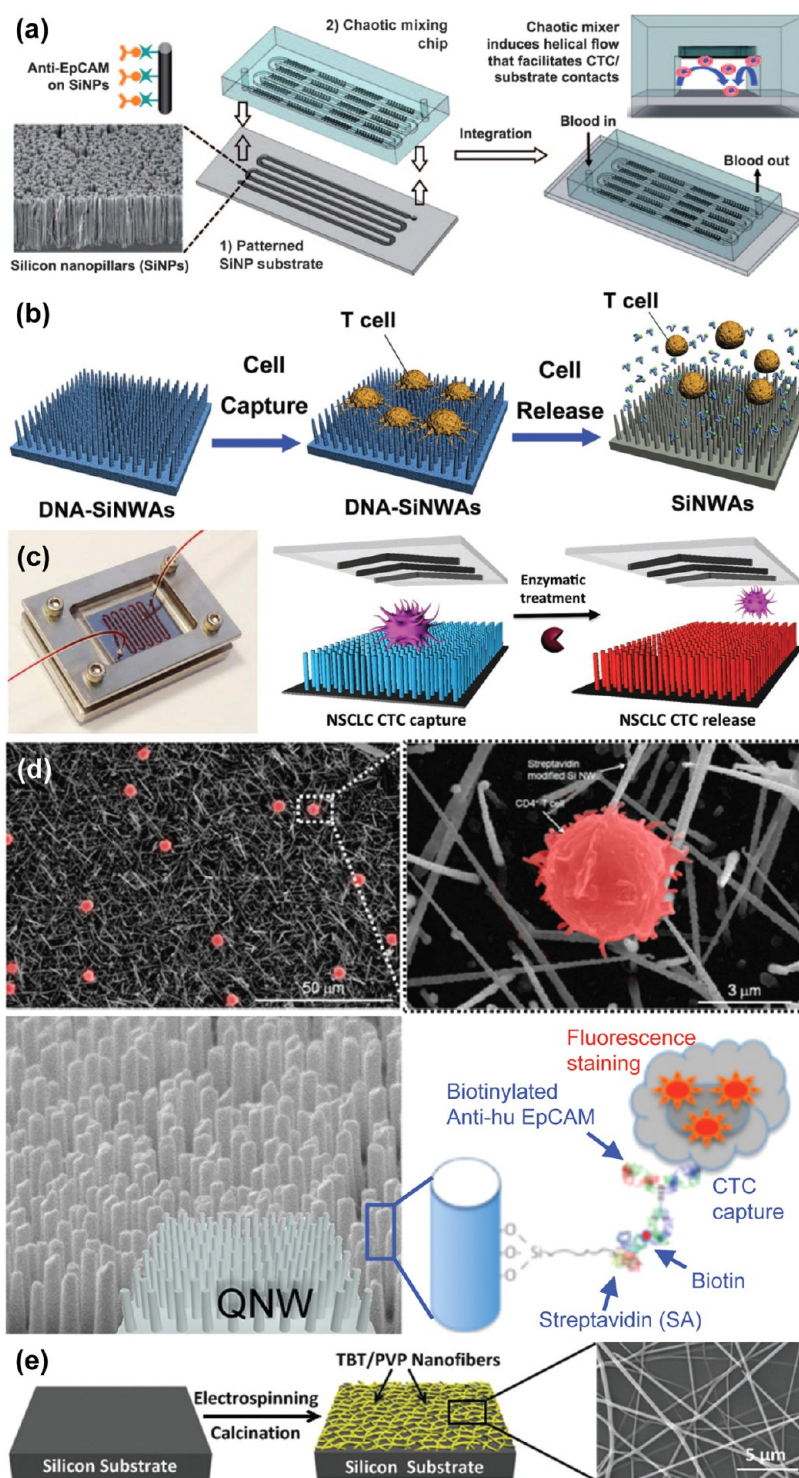 (a)
Anti-EpCAM
on SiNPs
2) Chaotic mixing
chip
Chaotic mixer
induces helical flow
that facilitates CTC/
substrate contacts
Integration
Blood in
Blood out
1) Patterned
SiNP substrate
Silicon nanopillars (SiNPs)
(b)
T cell
Cell
Capture
T cell
Cell
Release
DNA-SiNWAs
DNA-SiNWAs
SiNWAs
(c)
Enzymatic
treatment
NSCLC CTC capture
NSCLC CTC release
(d)
Streptavidin
modified Si NW
CD4⁺ T cell
50 μm
3 μm
Fluorescence
staining
Biotinylated
Anti-hu EpCAM
CTC
capture
O
O
Si
O
Biotin
QNW
Streptavidin (SA)
(e)
TBT/PVP Nanofibers
Electrospinning
Calcination
Silicon Substrate
Silicon Substrate
5 μm